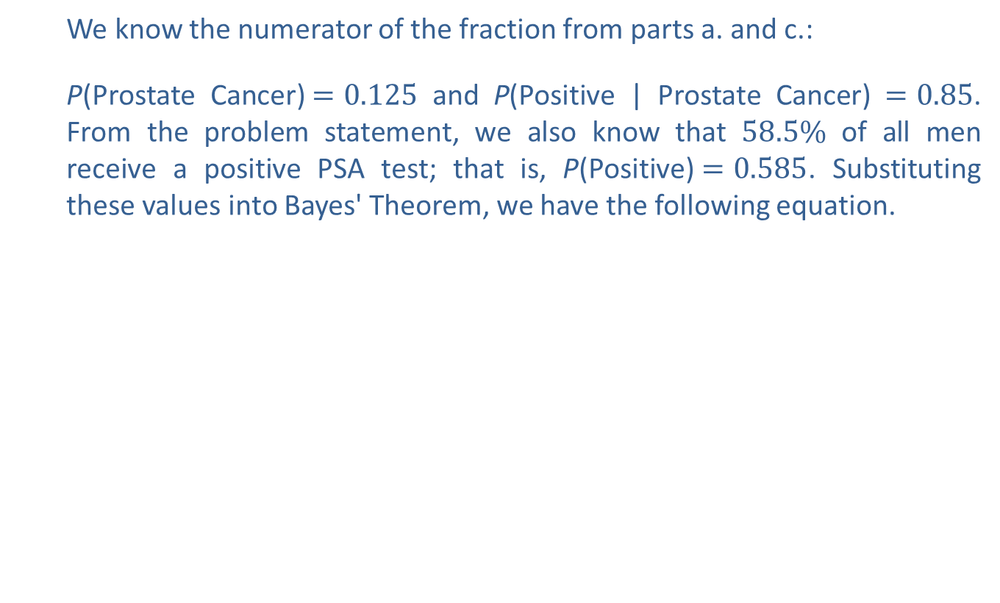 We know the numerator of the fraction from parts a. and c.:
P(Prostate Cancer) = 0.125 and P(Positive | Prostate Cancer) = 0.85.
From the problem statement, we also know that 58.5% of all men
receive a positive PSA test; that is, P(Positive) = 0.585. Substituting
these values into Bayes' Theorem, we have the following equation.